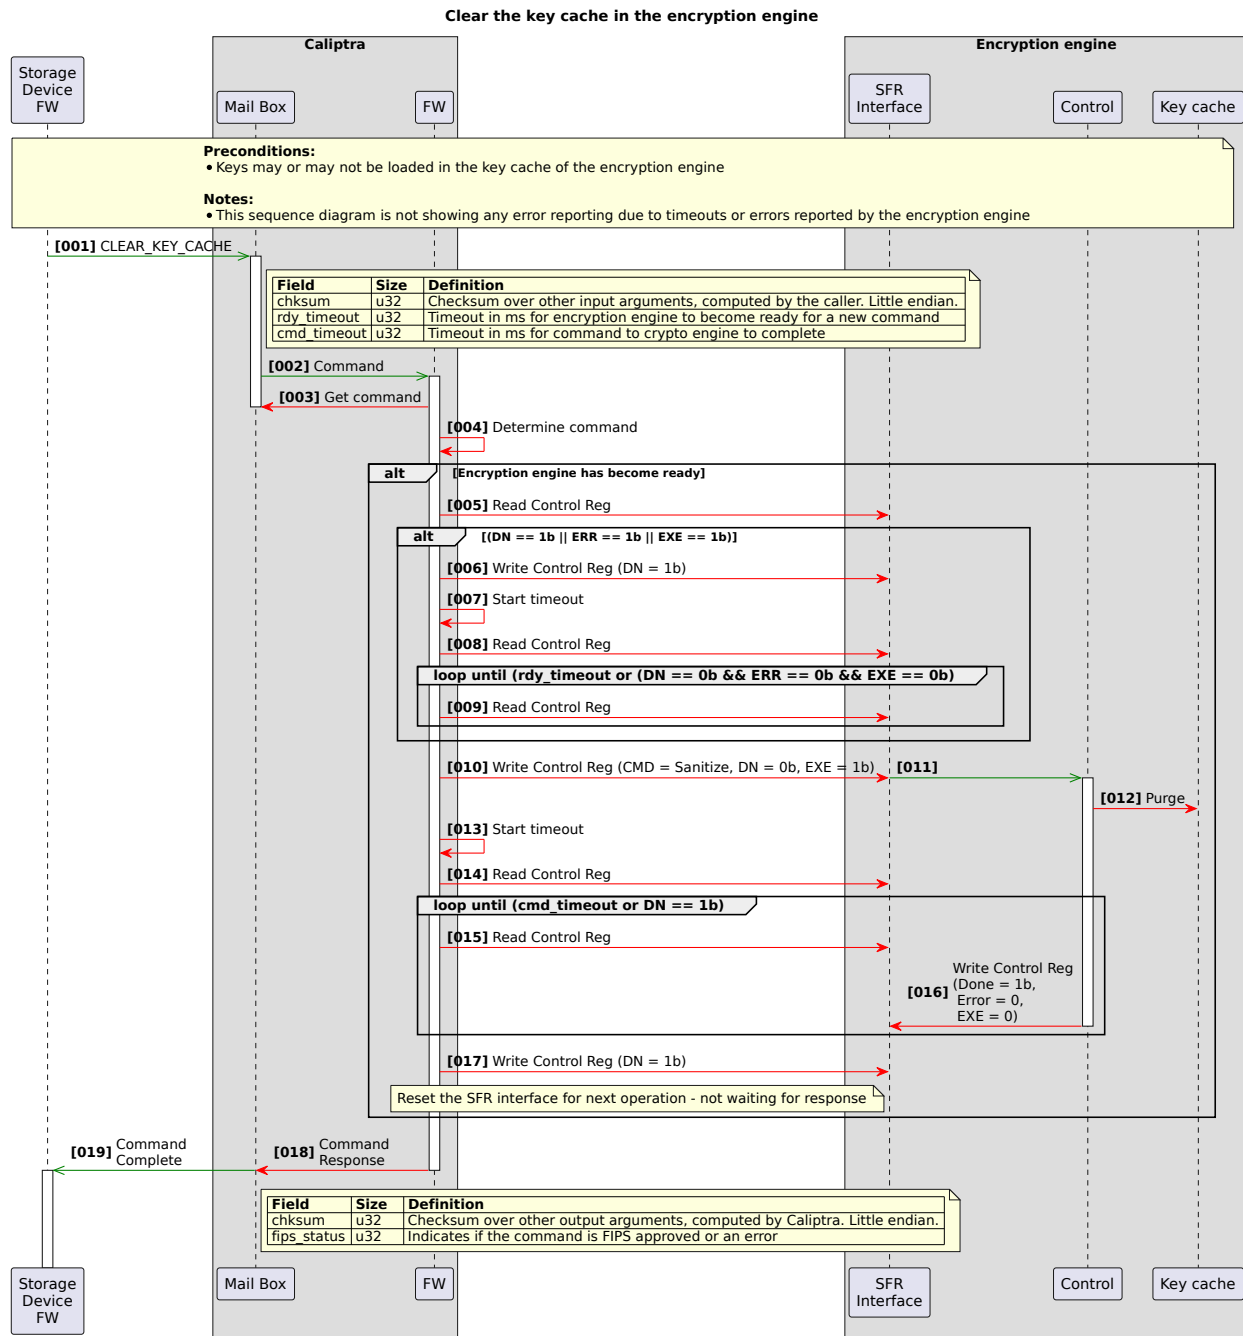 Clear the key cache in the encryption engine
Caliptra
Encryption engine
Storage
Device
FW
Mail Box
FW
SFR
Interface
Control
Key cache
Preconditions:
• Keys may or may not be loaded in the key cache of the encryption engine
Notes:
• This sequence diagram is not showing any error reporting due to timeouts or errors reported by the encryption engine
[001] CLEAR_KEY_CACHE
Field Size Definition
chksum u32 Checksum over other input arguments, computed by the caller. Little endian.
rdy_timeout u32 Timeout in ms for encryption engine to become ready for a new command
cmd_timeout u32 Timeout in ms for command to crypto engine to complete
[002] Command
[003] Get command
[004] Determine command
alt [Encryption engine has become ready]
[005] Read Control Reg
alt [(DN == 1b || ERR == 1b || EXE == 1b)]
[006] Write Control Reg (DN = 1b)
[007] Start timeout
[008] Read Control Reg
loop until (rdy_timeout or (DN == 0b && ERR == 0b && EXE == 0b)
[009] Read Control Reg
[010] Write Control Reg (CMD = Sanitize, DN = 0b, EXE = 1b) [011]
[012] Purge
[013] Start timeout
[014] Read Control Reg
loop until (cmd_timeout or DN == 1b)
[015] Read Control Reg
[016] Write Control Reg
(Done = 1b,
Error = 0,
EXE = 0)
[017] Write Control Reg (DN = 1b)
Reset the SFR interface for next operation - not waiting for response
[019] Command
Complete
[018] Command
Response
Field Size Definition
chksum u32 Checksum over other output arguments, computed by Caliptra. Little endian.
fips_status u32 Indicates if the command is FIPS approved or an error
Storage
Device
FW
Mail Box
FW
SFR
Interface
Control
Key cache